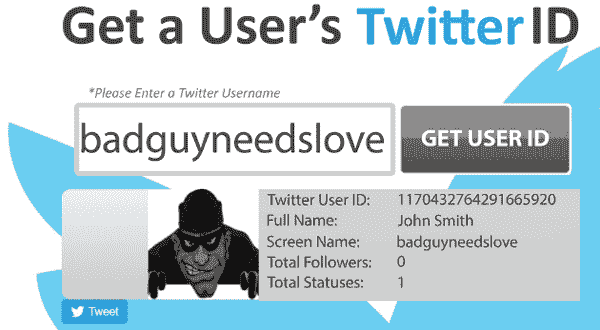 Get a User's Twitter ID
*Please Enter a Twitter Username
badguyneedslove GET USER ID
Twitter User ID: 1170432764291665920
Full Name: John Smith
Screen Name: badguyneedslove
Total Followers: 0
Total Statuses: 1
Tweet